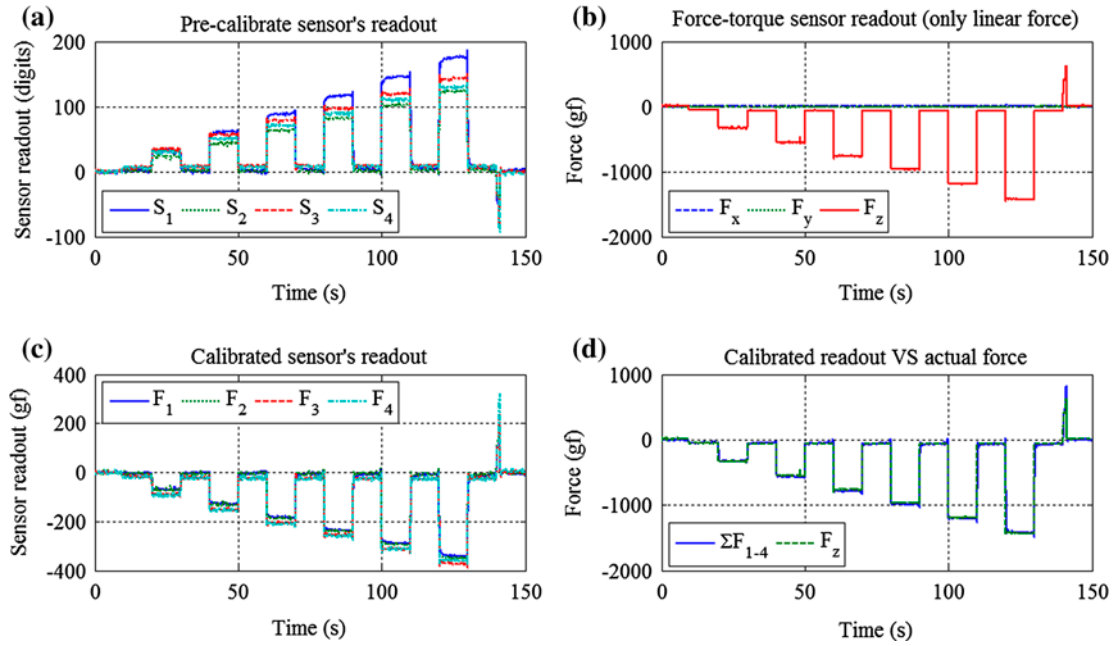 (a)
Pre-calibrate sensor's readout
Sensor readout (digits)
200
100
0
-100
S1 S2 S3 S4
0 50 100 150
Time (s)
(b)
Force-torque sensor readout (only linear force)
Force (gf)
1000
0
-1000
-2000
Fx Fy Fz
0 50 100 150
Time (s)
(c)
Calibrated sensor's readout
Sensor readout (gf)
400
200
0
-200
-400
F1 F2 F3 F4
0 50 100 150
Time (s)
(d)
Calibrated readout VS actual force
Force (gf)
1000
0
-1000
-2000
ΣF1-4 Fz
0 50 100 150
Time (s)